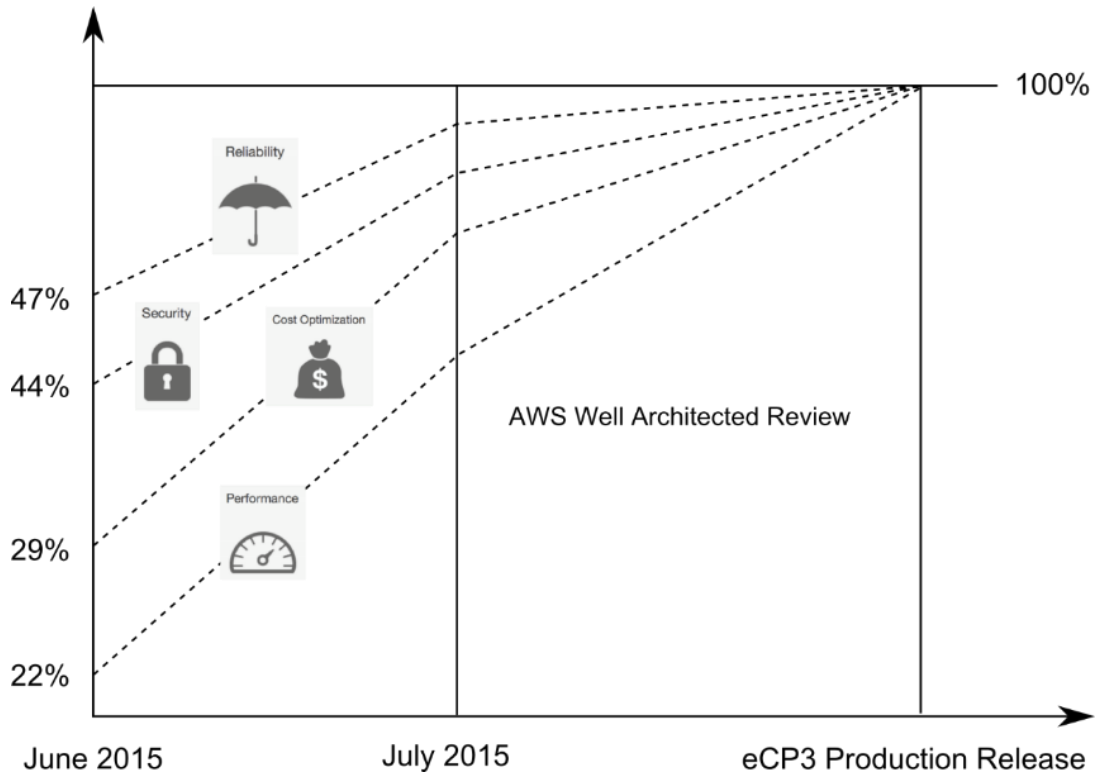 100%
Reliability
47%
Security
Cost Optimization
$
44%
AWS Well Architected Review
Performance
29%
22%
June 2015
July 2015
eCP3 Production Release